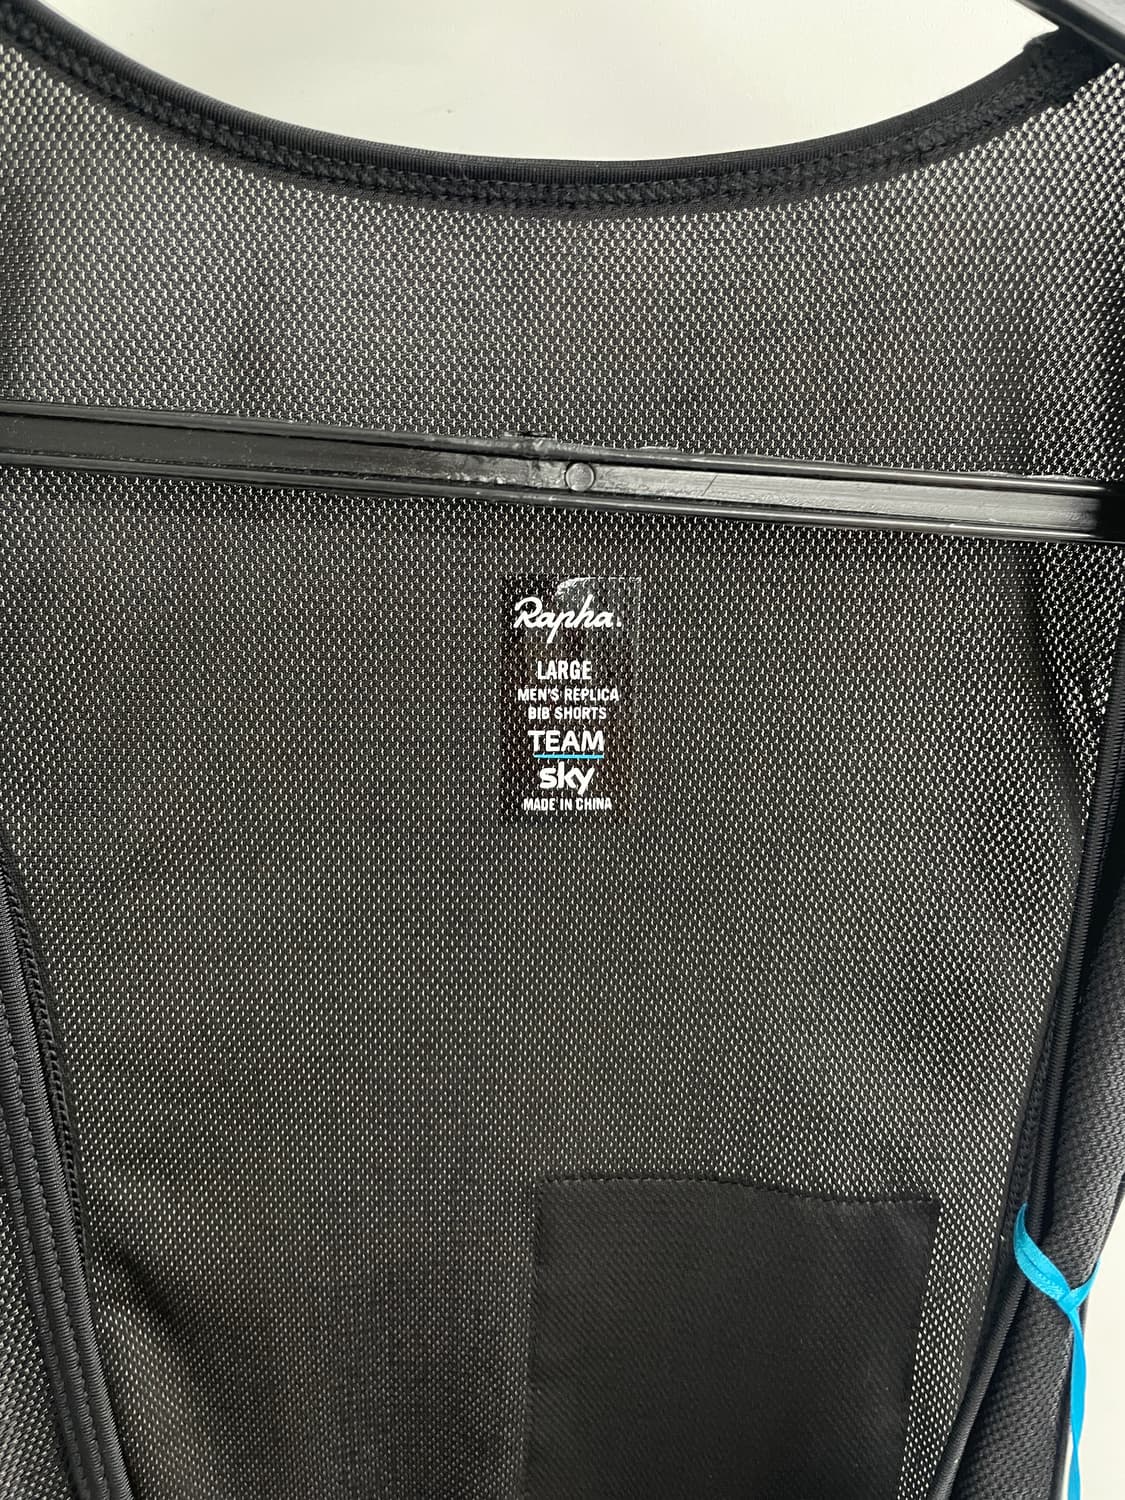 Rapha.
LARGE
MEN'S REPLICA
BIB SHORTS
TEAM
sky
MADE IN CHINA